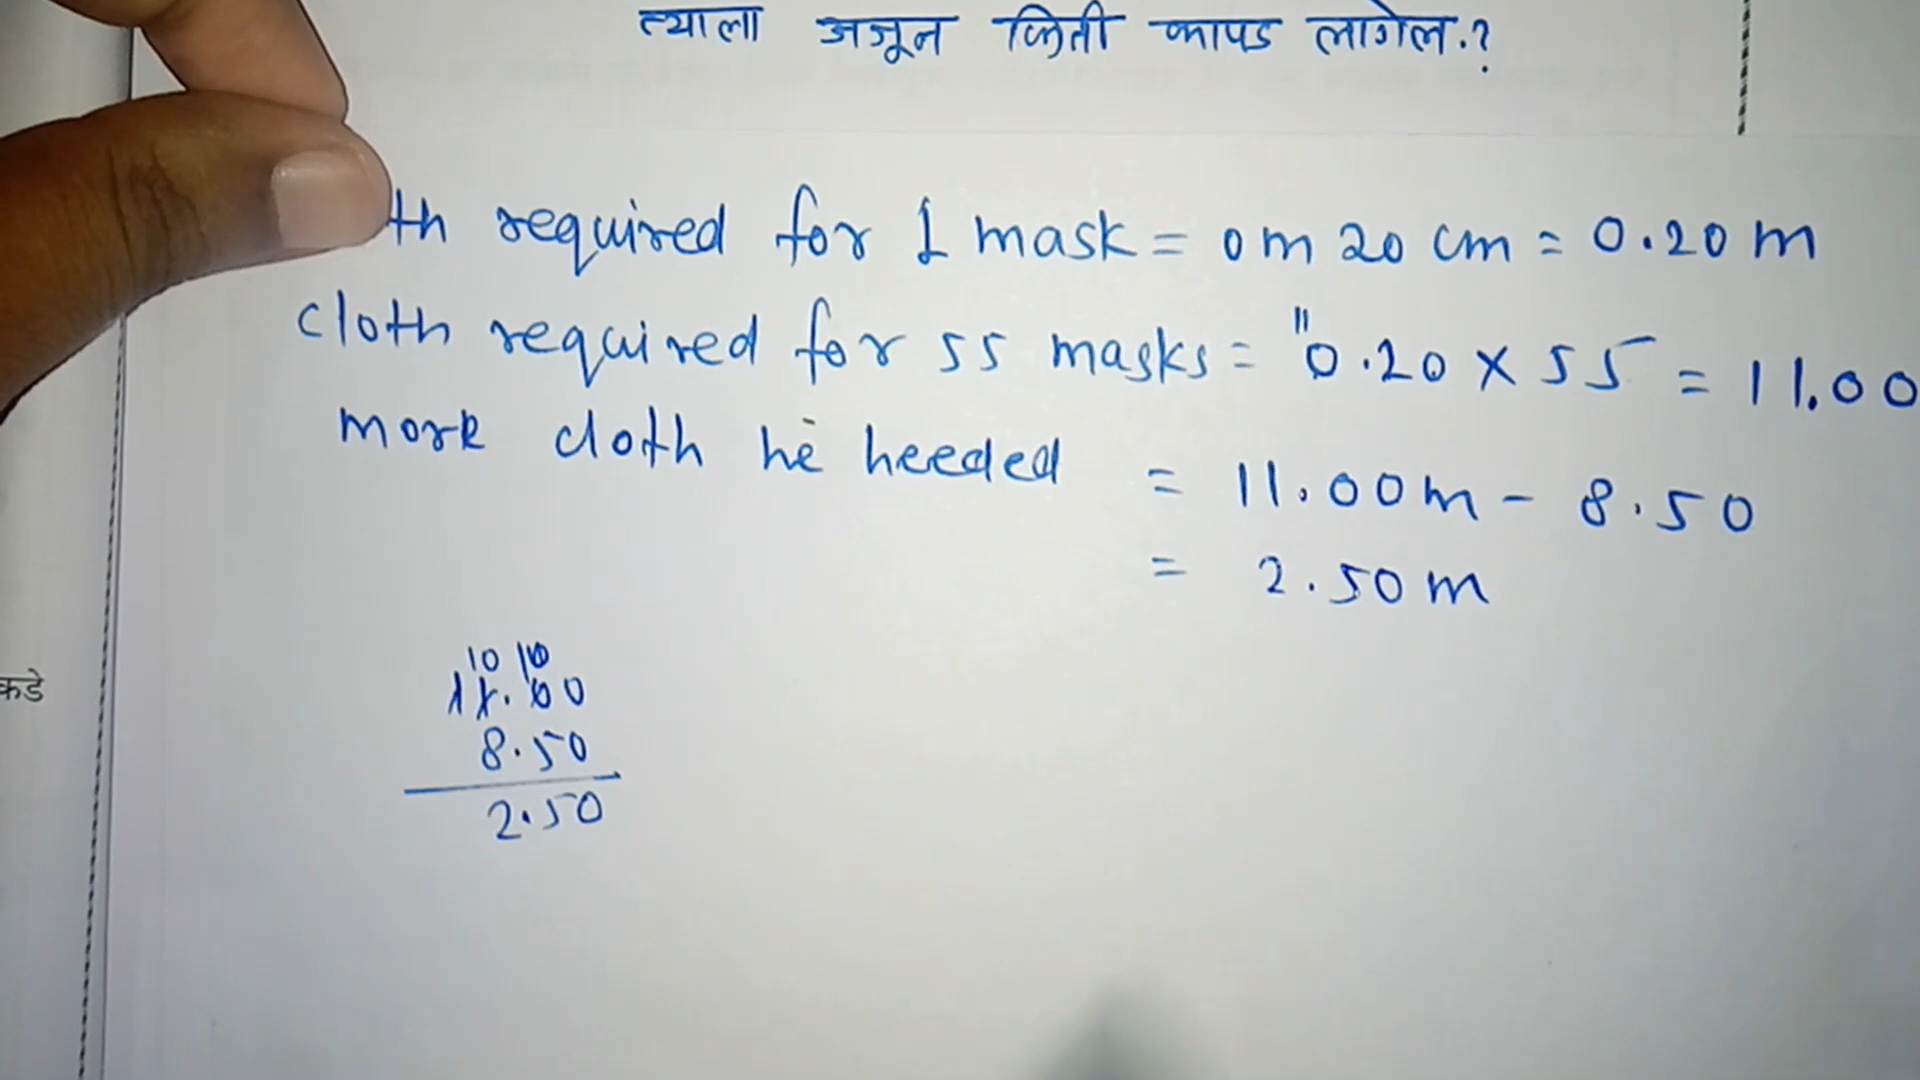 त्याला अजून किती कापड लागेल.?
th required for 1 mask = 0 m 20 cm = 0.20 m
cloth required for 55 masks = "0.20 x 55 = 11.00
more cloth he heeded = 11.00m - 8.50
= 2.50 m
कडे
10 10
11.00
8.50
2.50